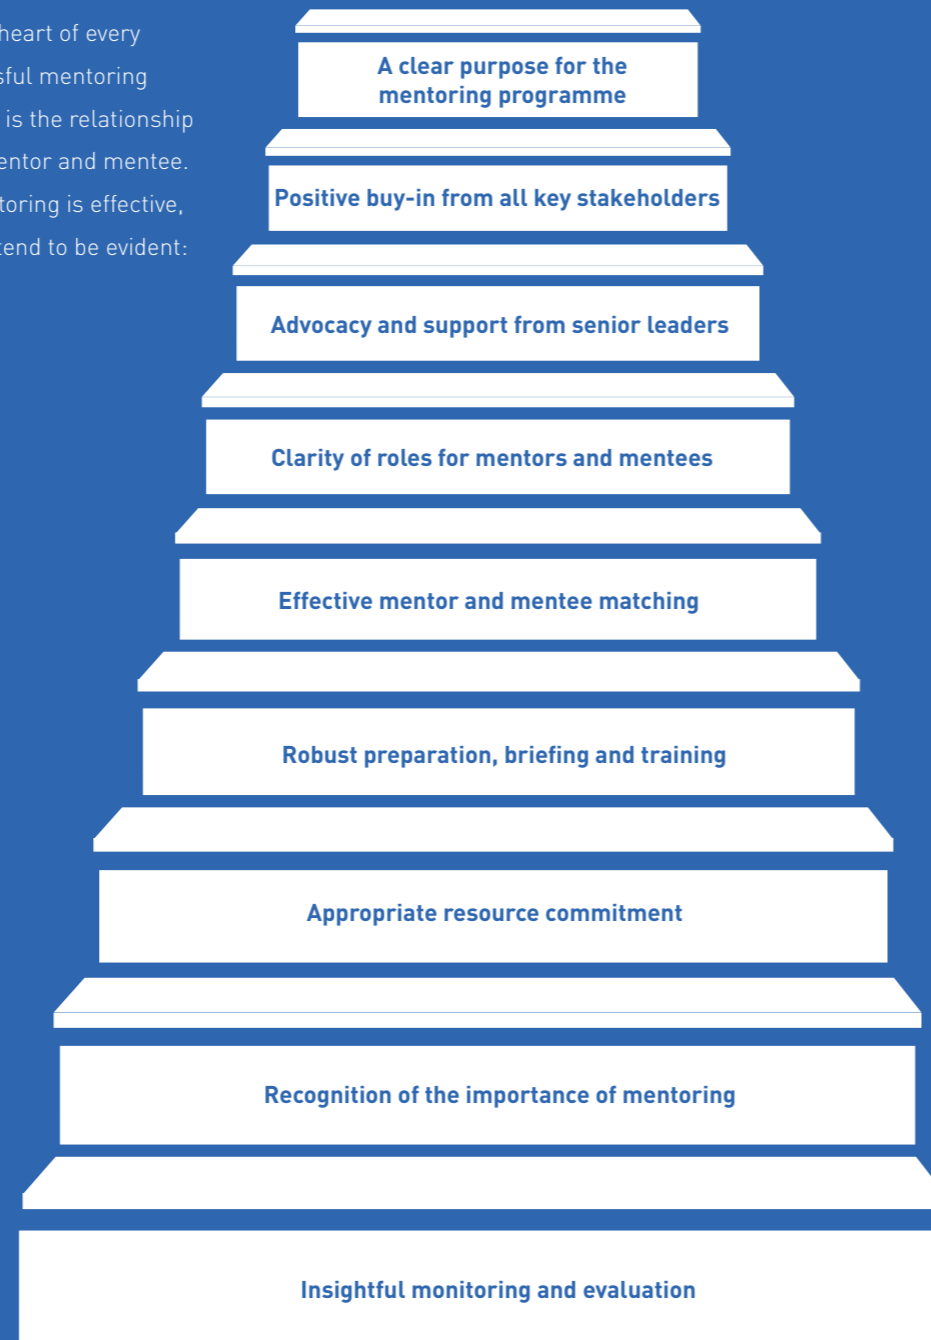 heart of every
sful mentoring
is the relationship
entor and mentee.
toring is effective,
tend to be evident:
A clear purpose for the
mentoring programme
Positive buy-in from all key stakeholders
Advocacy and support from senior leaders
Clarity of roles for mentors and mentees
Effective mentor and mentee matching
Robust preparation, briefing and training
Appropriate resource commitment
Recognition of the importance of mentoring
Insightful monitoring and evaluation